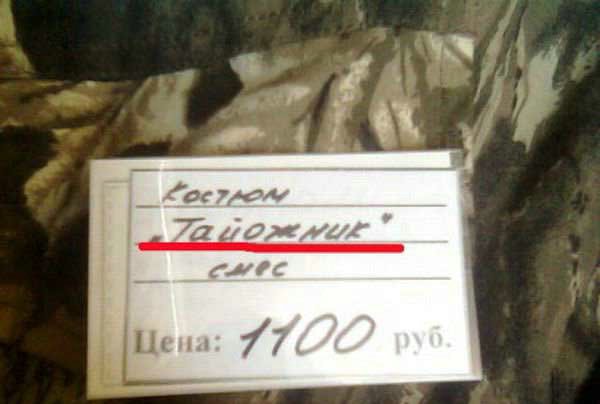 Костюм
„Тайожник"
смес
Цена: 1100 руб.